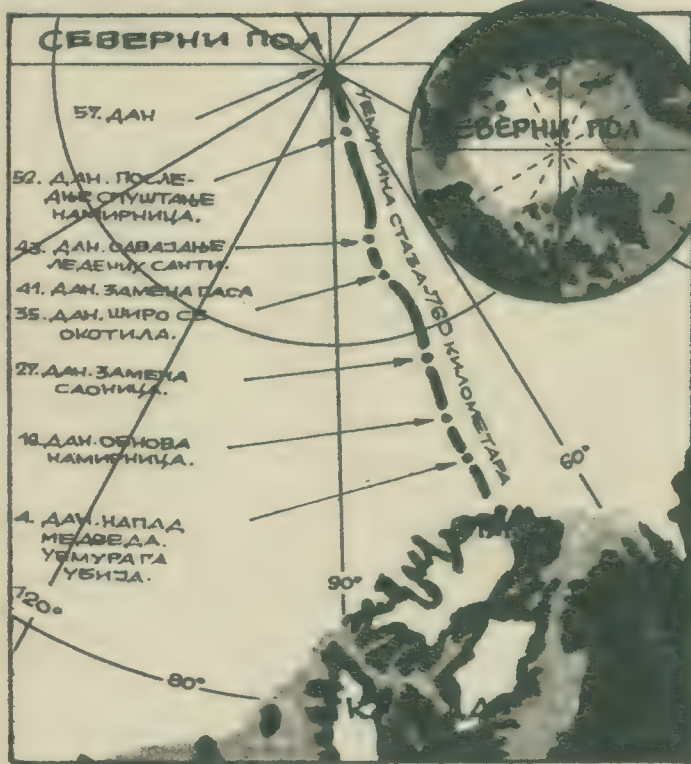 СЕВЕРНИ ПОЛ
57. ДАН
52. ДАН. ПОСЛЕ-
ДЊЕ СПУШТАЊЕ
НАМИРНИЦА.
43. ДАН. ОДВАЈАЊЕ
ЛЕДЕНИХ САНТИ.
41. ДАН. ЗАМЕНА ПАСА
35. ДАН. ШИРО СЕ
ОКОТИЛА.
27. ДАН. ЗАМЕНА
САОНИЦА.
19. ДАН. ОБНОВА
НАМИРНИЦА.
4. ДАН. НАПАД
МЕДВЕДА.
УЕМУРА ГА
УБИЈА.
УЕМУРИНА СТАЗА, 760 КИЛОМЕТАРА
СЕВЕРНИ ПОЛ
60°
90°
120°
80°